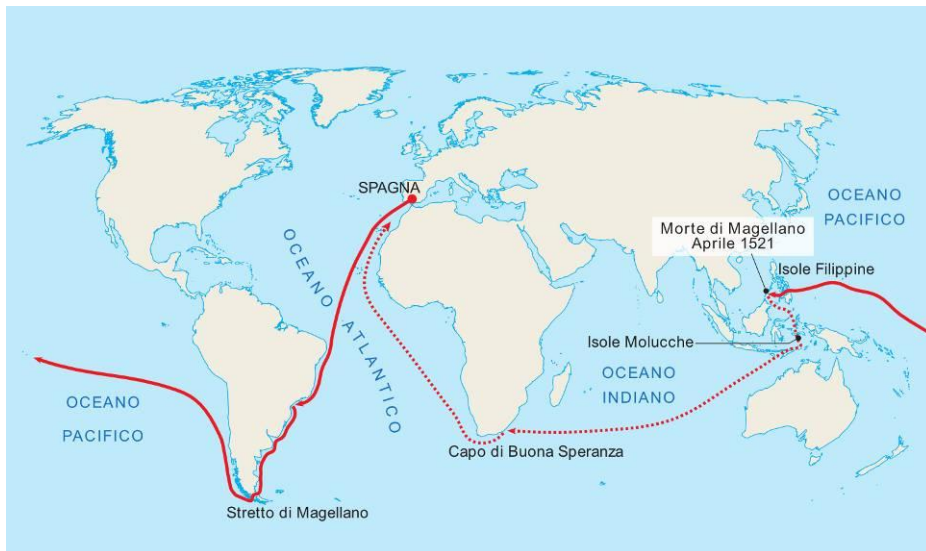 SPAGNA
OCEANO
ATLANTICO
OCEANO
PACIFICO
Morte di Magellano
Aprile 1521
Isole Filippine
Isole Molucche
OCEANO
INDIANO
OCEANO
PACIFICO
Capo di Buona Speranza
Stretto di Magellano